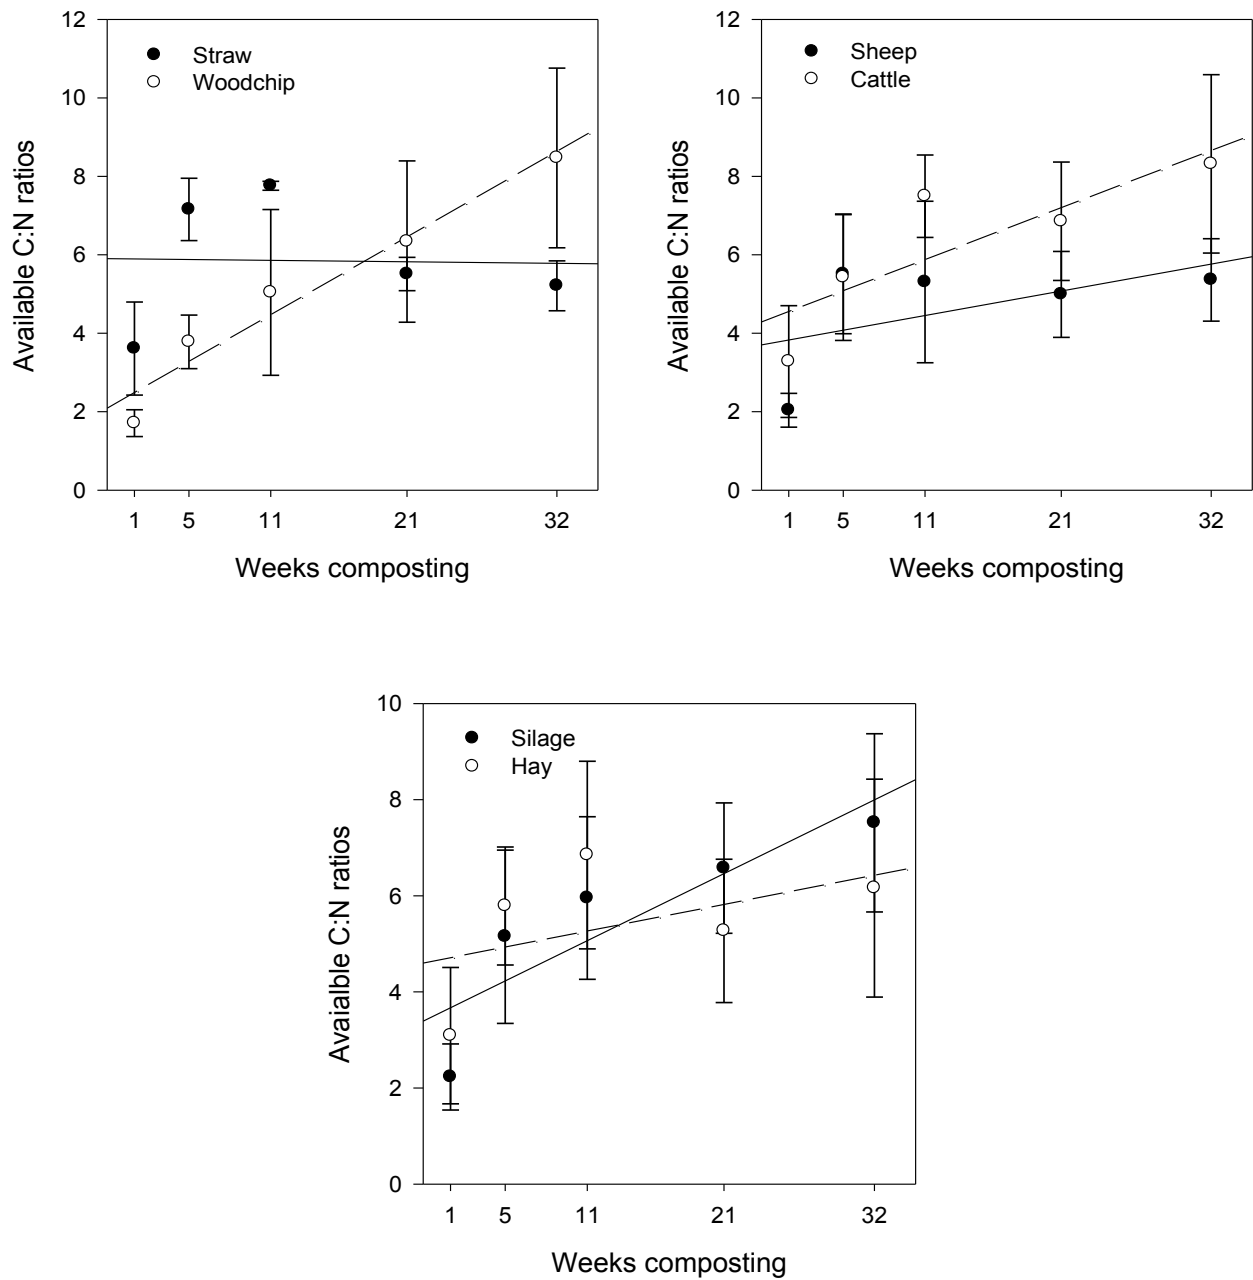 12
10
8
6
4
2
0
Available C:N ratios
Straw
Woodchip
1 5 11 21 32
Weeks composting
12
10
8
6
4
2
0
Available C:N ratios
Sheep
Cattle
1 5 11 21 32
Weeks composting
10
8
6
4
2
0
Avaialble C:N ratios
Silage
Hay
1 5 11 21 32
Weeks composting